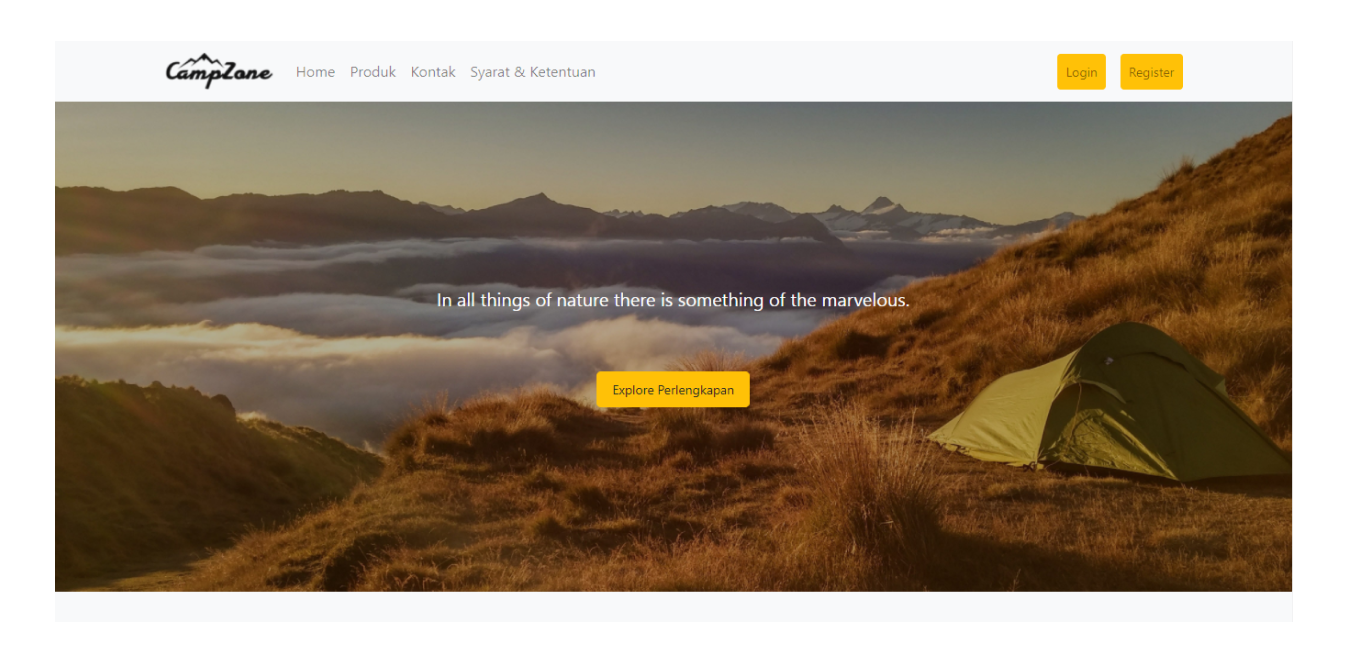 CampZone Home Produk Kontak Syarat & Ketentuan Login Register
In all things of nature there is something of the marvelous.
Explore Perlengkapan